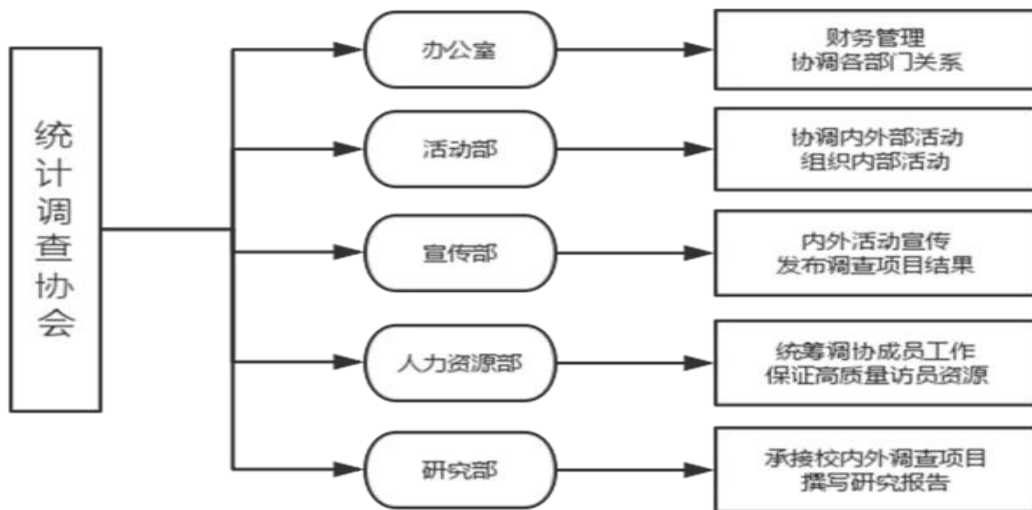 统计调查协会
办公室
财务管理
协调各部门关系
活动部
协调内外部活动
组织内部活动
宣传部
内外活动宣传
发布调查项目结果
人力资源部
统筹调协成员工作
保证高质量访员资源
研究部
承接校内外调查项目
撰写研究报告